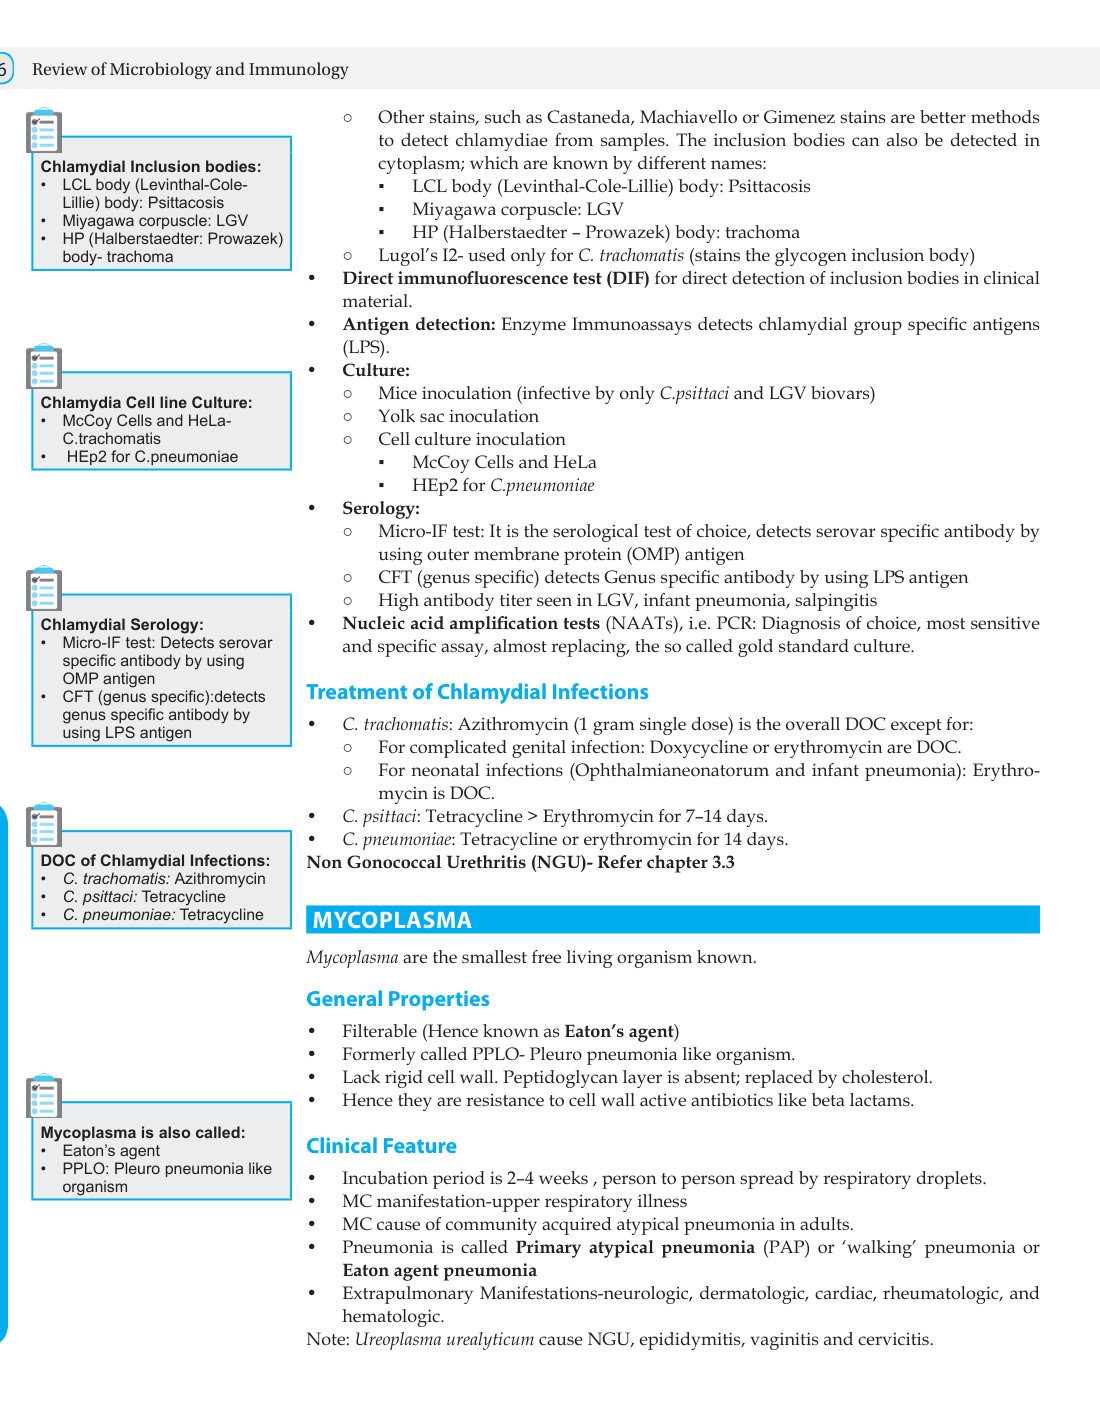 6 Review of Microbiology and Immunology
Chlamydial Inclusion bodies:
• LCL body (Levinthal-Cole-
Lillie) body: Psittacosis
• Miyagawa corpuscle: LGV
• HP (Halberstaedter: Prowazek)
body- trachoma
Chlamydia Cell line Culture:
• McCoy Cells and HeLa-
C.trachomatis
• HEp2 for C.pneumoniae
Chlamydial Serology:
• Micro-IF test: Detects serovar
specific antibody by using
OMP antigen
• CFT (genus specific):detects
genus specific antibody by
using LPS antigen
DOC of Chlamydial Infections:
• C. trachomatis: Azithromycin
• C. psittaci: Tetracycline
• C. pneumoniae: Tetracycline
Mycoplasma is also called:
• Eaton's agent
• PPLO: Pleuro pneumonia like
organism
○ Other stains, such as Castaneda, Machiavello or Gimenez stains are better methods
to detect chlamydiae from samples. The inclusion bodies can also be detected in
cytoplasm; which are known by different names:
▪ LCL body (Levinthal-Cole-Lillie) body: Psittacosis
▪ Miyagawa corpuscle: LGV
▪ HP (Halberstaedter – Prowazek) body: trachoma
○ Lugol's I2- used only for C. trachomatis (stains the glycogen inclusion body)
• Direct immunofluorescence test (DIF) for direct detection of inclusion bodies in clinical
material.
• Antigen detection: Enzyme Immunoassays detects chlamydial group specific antigens
(LPS).
• Culture:
○ Mice inoculation (infective by only C.psittaci and LGV biovars)
○ Yolk sac inoculation
○ Cell culture inoculation
▪ McCoy Cells and HeLa
▪ HEp2 for C.pneumoniae
• Serology:
○ Micro-IF test: It is the serological test of choice, detects serovar specific antibody by
using outer membrane protein (OMP) antigen
○ CFT (genus specific) detects Genus specific antibody by using LPS antigen
○ High antibody titer seen in LGV, infant pneumonia, salpingitis
• Nucleic acid amplification tests (NAATs), i.e. PCR: Diagnosis of choice, most sensitive
and specific assay, almost replacing, the so called gold standard culture.
Treatment of Chlamydial Infections
• C. trachomatis: Azithromycin (1 gram single dose) is the overall DOC except for:
○ For complicated genital infection: Doxycycline or erythromycin are DOC.
○ For neonatal infections (Ophthalmianeonatorum and infant pneumonia): Erythro-
mycin is DOC.
• C. psittaci: Tetracycline > Erythromycin for 7–14 days.
• C. pneumoniae: Tetracycline or erythromycin for 14 days.
Non Gonococcal Urethritis (NGU)- Refer chapter 3.3
MYCOPLASMA
Mycoplasma are the smallest free living organism known.
General Properties
• Filterable (Hence known as Eaton's agent)
• Formerly called PPLO- Pleuro pneumonia like organism.
• Lack rigid cell wall. Peptidoglycan layer is absent; replaced by cholesterol.
• Hence they are resistance to cell wall active antibiotics like beta lactams.
Clinical Feature
• Incubation period is 2–4 weeks , person to person spread by respiratory droplets.
• MC manifestation-upper respiratory illness
• MC cause of community acquired atypical pneumonia in adults.
• Pneumonia is called Primary atypical pneumonia (PAP) or 'walking' pneumonia or
Eaton agent pneumonia
• Extrapulmonary Manifestations-neurologic, dermatologic, cardiac, rheumatologic, and
hematologic.
Note: Ureoplasma urealyticum cause NGU, epididymitis, vaginitis and cervicitis.